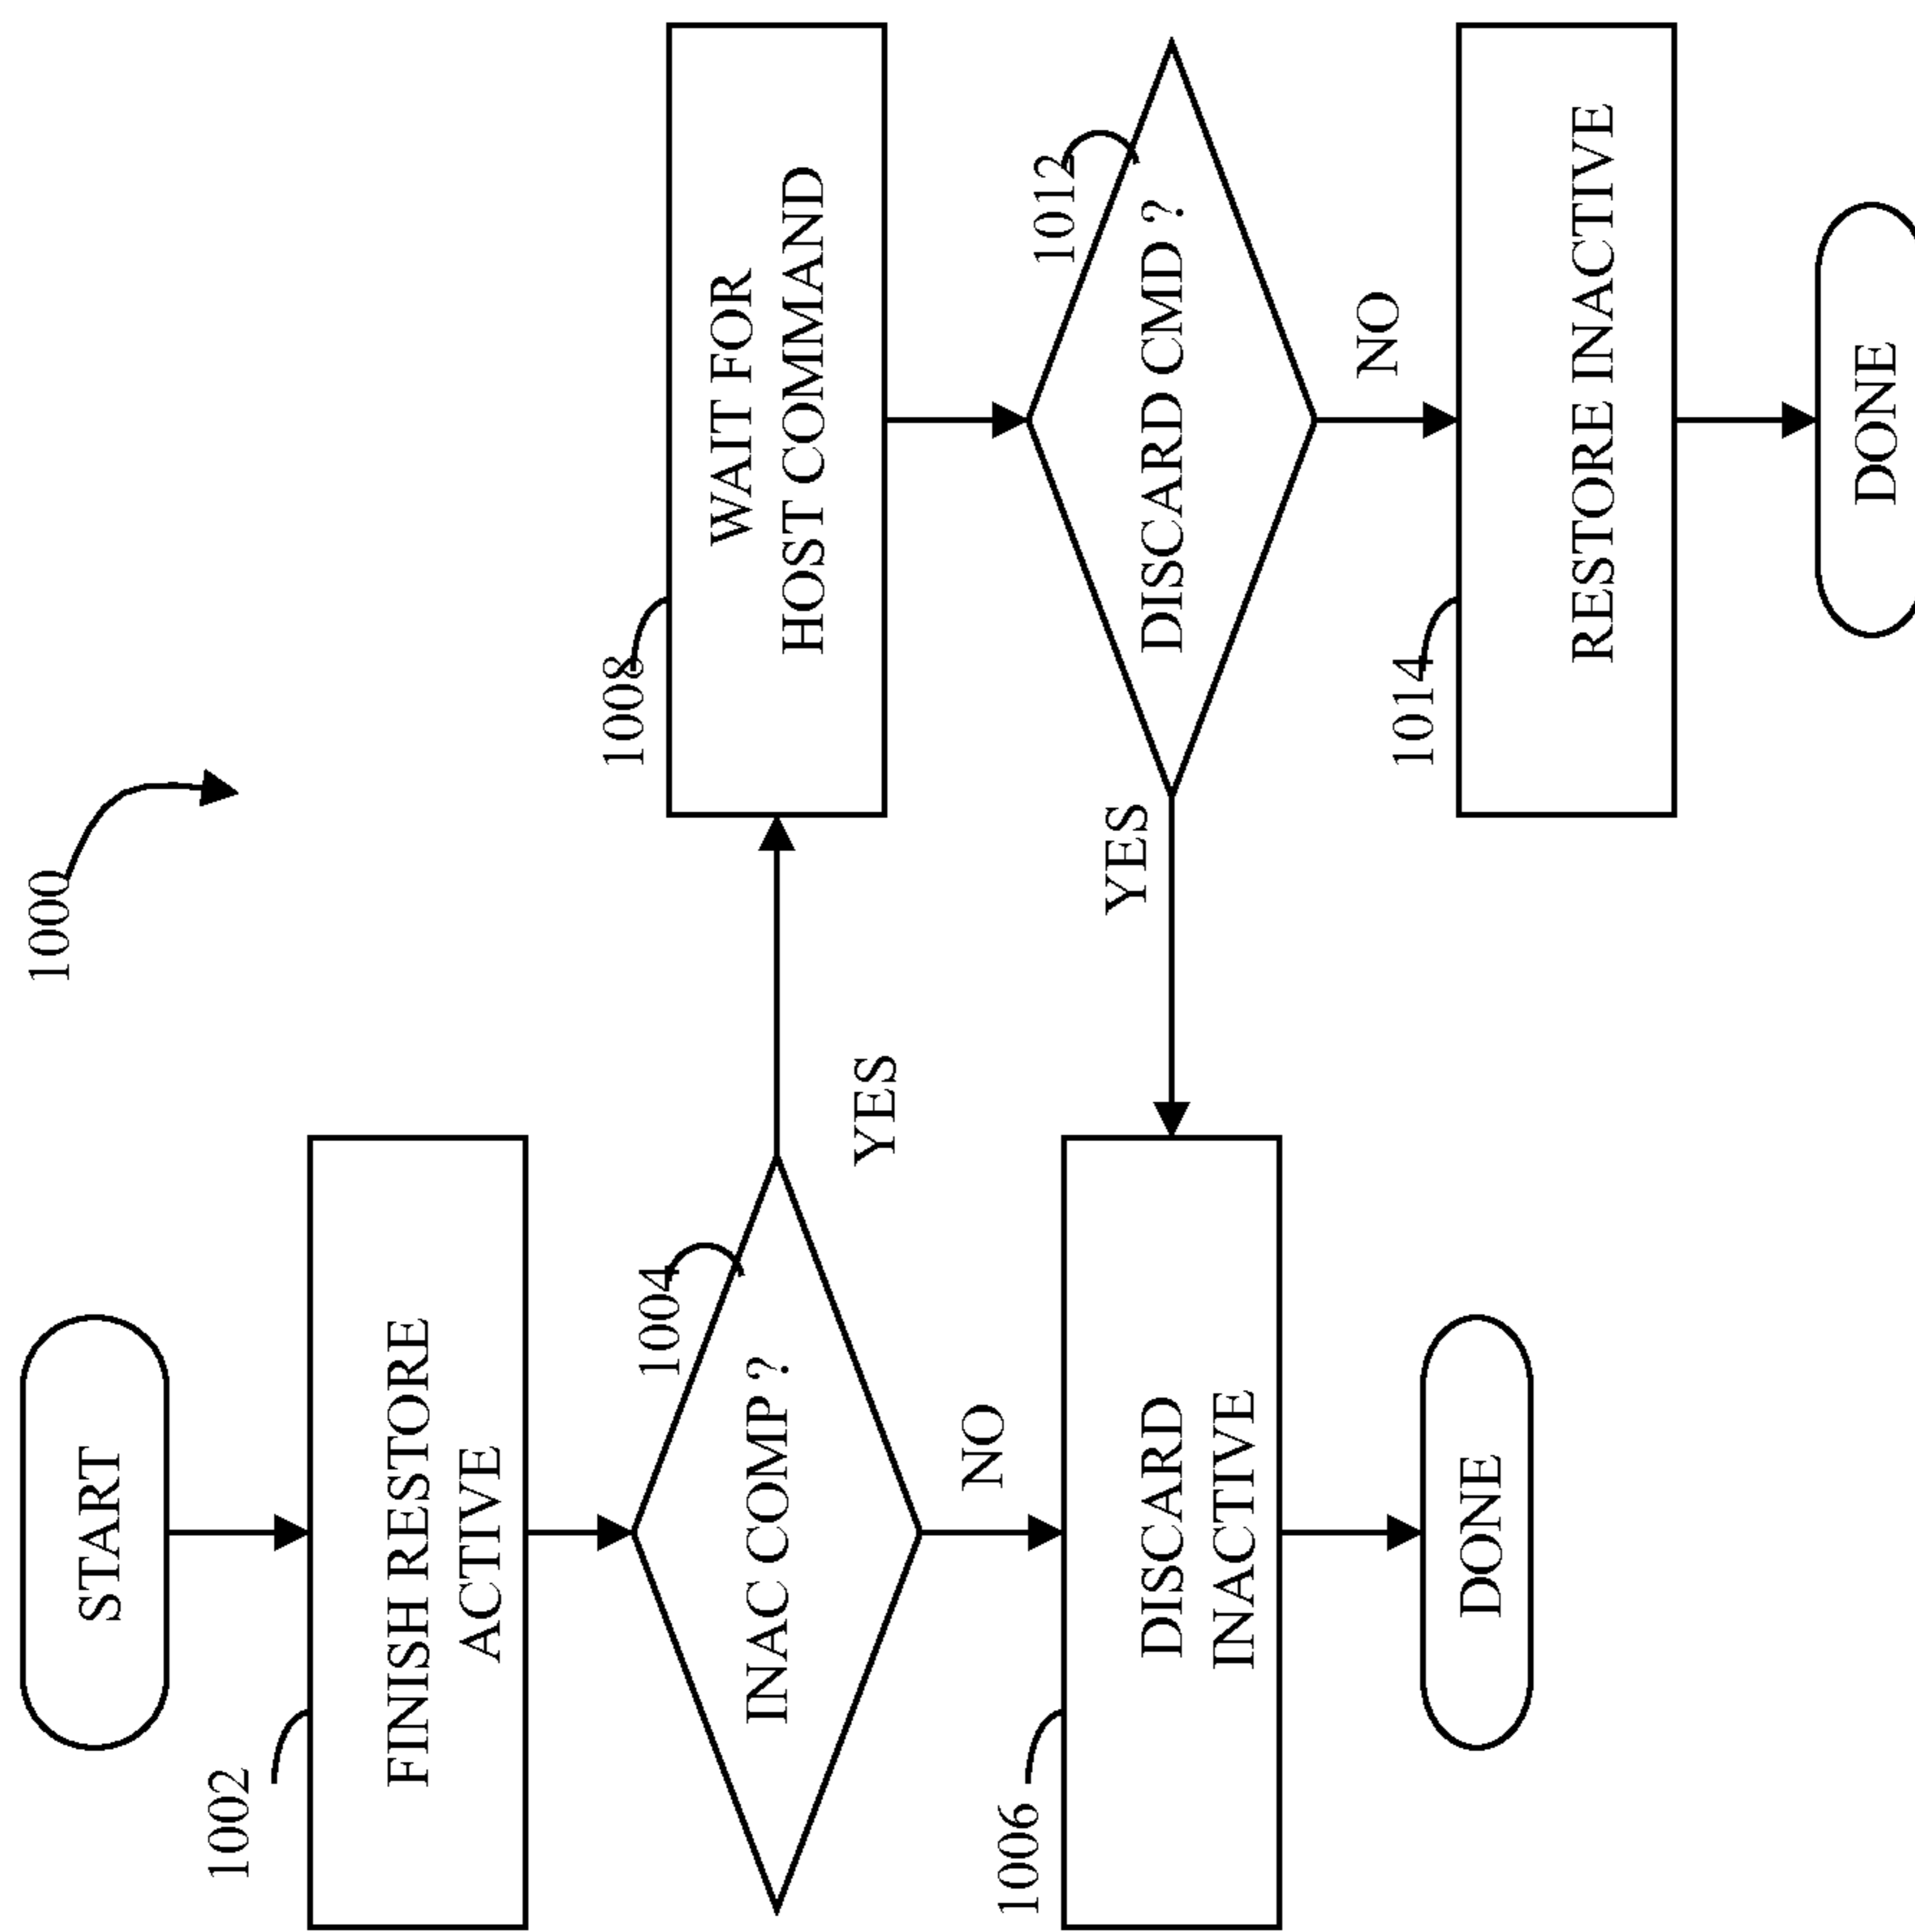 1000
START
1002
FINISH RESTORE
ACTIVE
1004
INAC COMP ?
YES
NO
1006
DISCARD
INACTIVE
DONE
1008
WAIT FOR
HOST COMMAND
1012
DISCARD CMD ?
YES
NO
1014
RESTORE INACTIVE
DONE